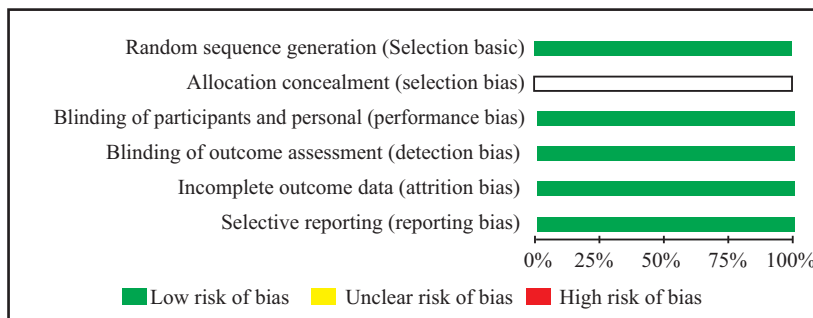 Random sequence generation (Selection basic)
Allocation concealment (selection bias)
Blinding of participants and personal (performance bias)
Blinding of outcome assessment (detection bias)
Incomplete outcome data (attrition bias)
Selective reporting (reporting bias)
0% 25% 50% 75% 100%
Low risk of bias Unclear risk of bias High risk of bias